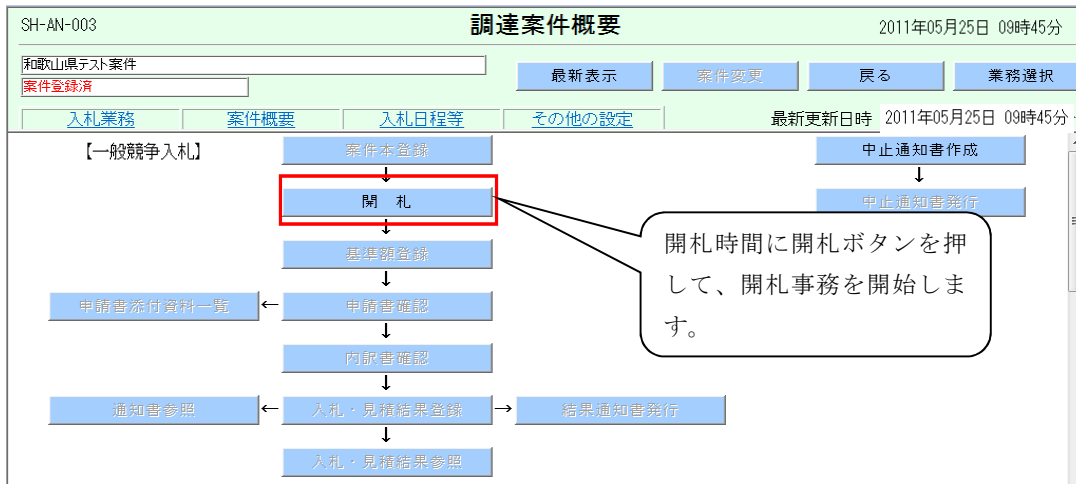 SH-AN-003
調達案件概要
2011年05月25日 09時45分
和歌山県テスト案件
案件登録済
最新表示
案件変更
戻る
業務選択
入札業務
案件概要
入札日程等
その他の設定
最新更新日時 2011年05月25日 09時45分
【一般競争入札】
案件本登録
中止通知書作成
↓
↓
開 札
中止通知書発行
↓
開札時間に開札ボタンを押
して、開札事務を開始しま
す。
基準額登録
↓
申請書添付資料一覧
←
申請書確認
↓
内訳書確認
↓
通知書参照
←
入札・見積結果登録
→
結果通知書発行
↓
入札・見積結果参照